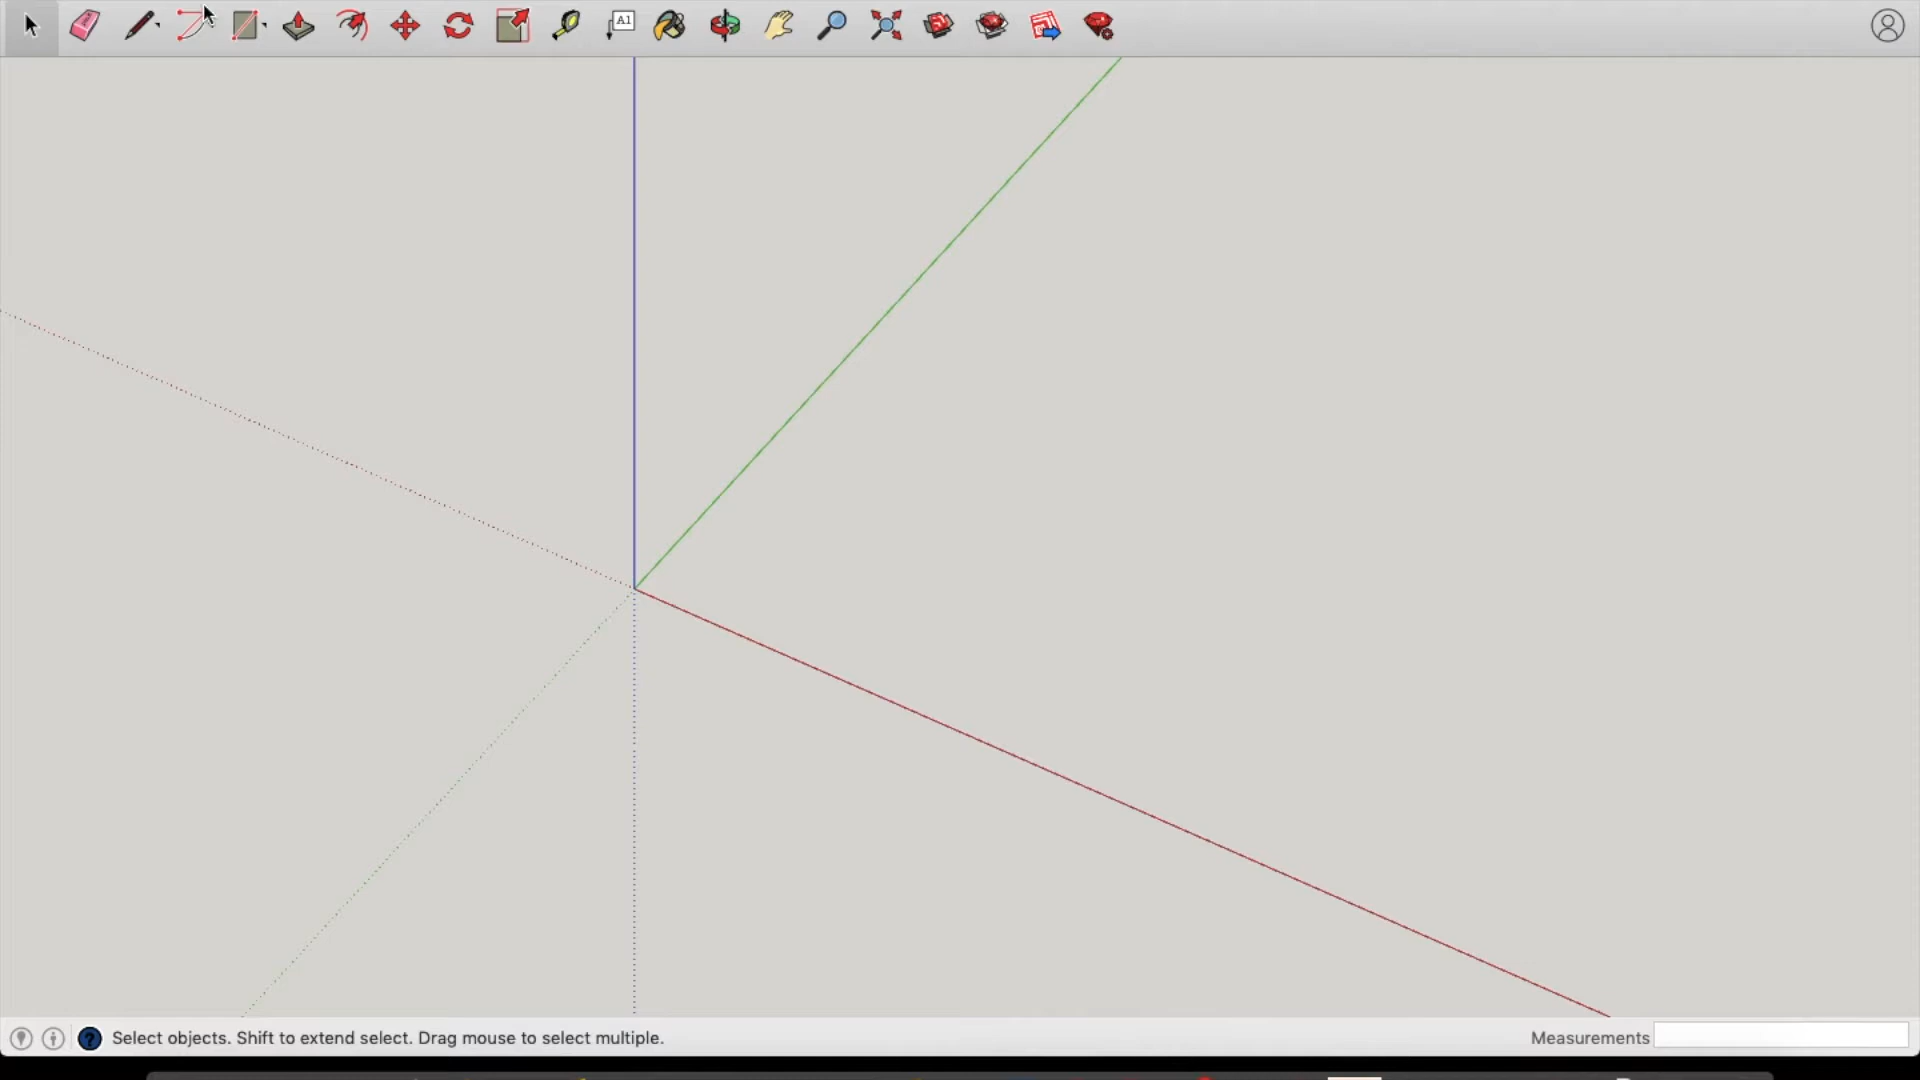 A1
Select objects. Shift to extend select. Drag mouse to select multiple.
Measurements